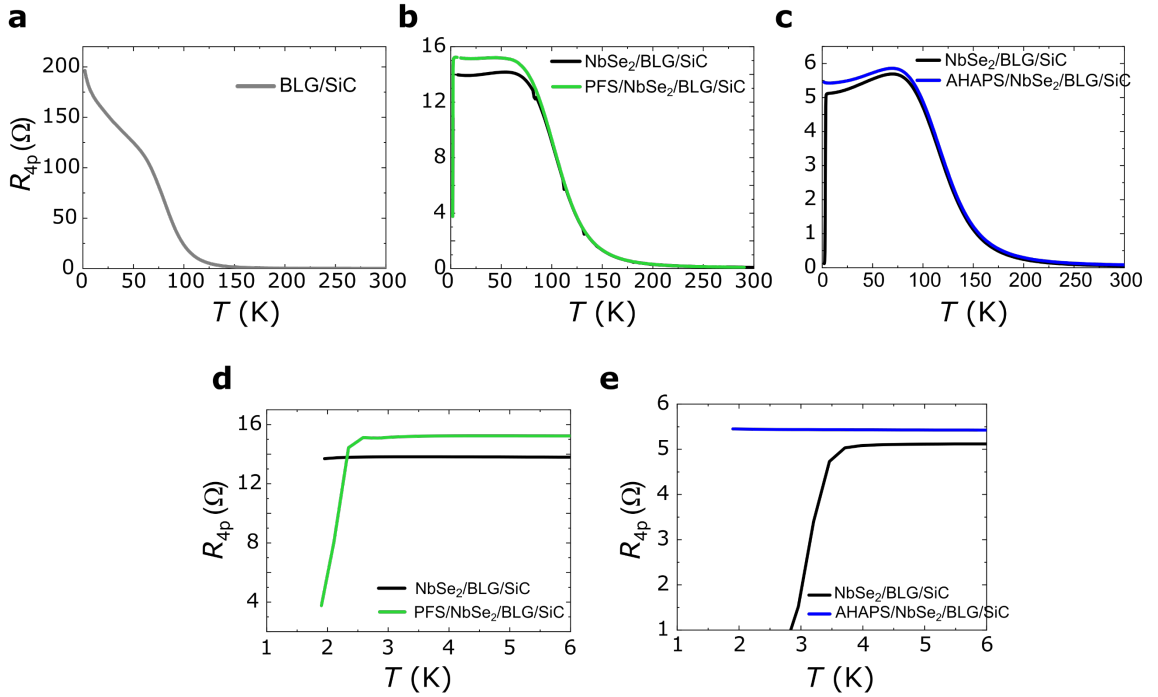 a
b
c
200
150
100
50
0
R4p (Ω)
BLG/SiC
0 50 100 150 200 250 300
T (K)
16
12
8
4
0
NbSe2/BLG/SiC
PFS/NbSe2/BLG/SiC
0 50 100 150 200 250 300
T (K)
6
5
4
3
2
1
0
NbSe2/BLG/SiC
AHAPS/NbSe2/BLG/SiC
0 50 100 150 200 250 300
T (K)
d
e
16
14
12
8
6
4
R4p (Ω)
NbSe2/BLG/SiC
PFS/NbSe2/BLG/SiC
1 2 3 4 5 6
T (K)
6
5
4
3
2
1
R4p (Ω)
NbSe2/BLG/SiC
AHAPS/NbSe2/BLG/SiC
1 2 3 4 5 6
T (K)